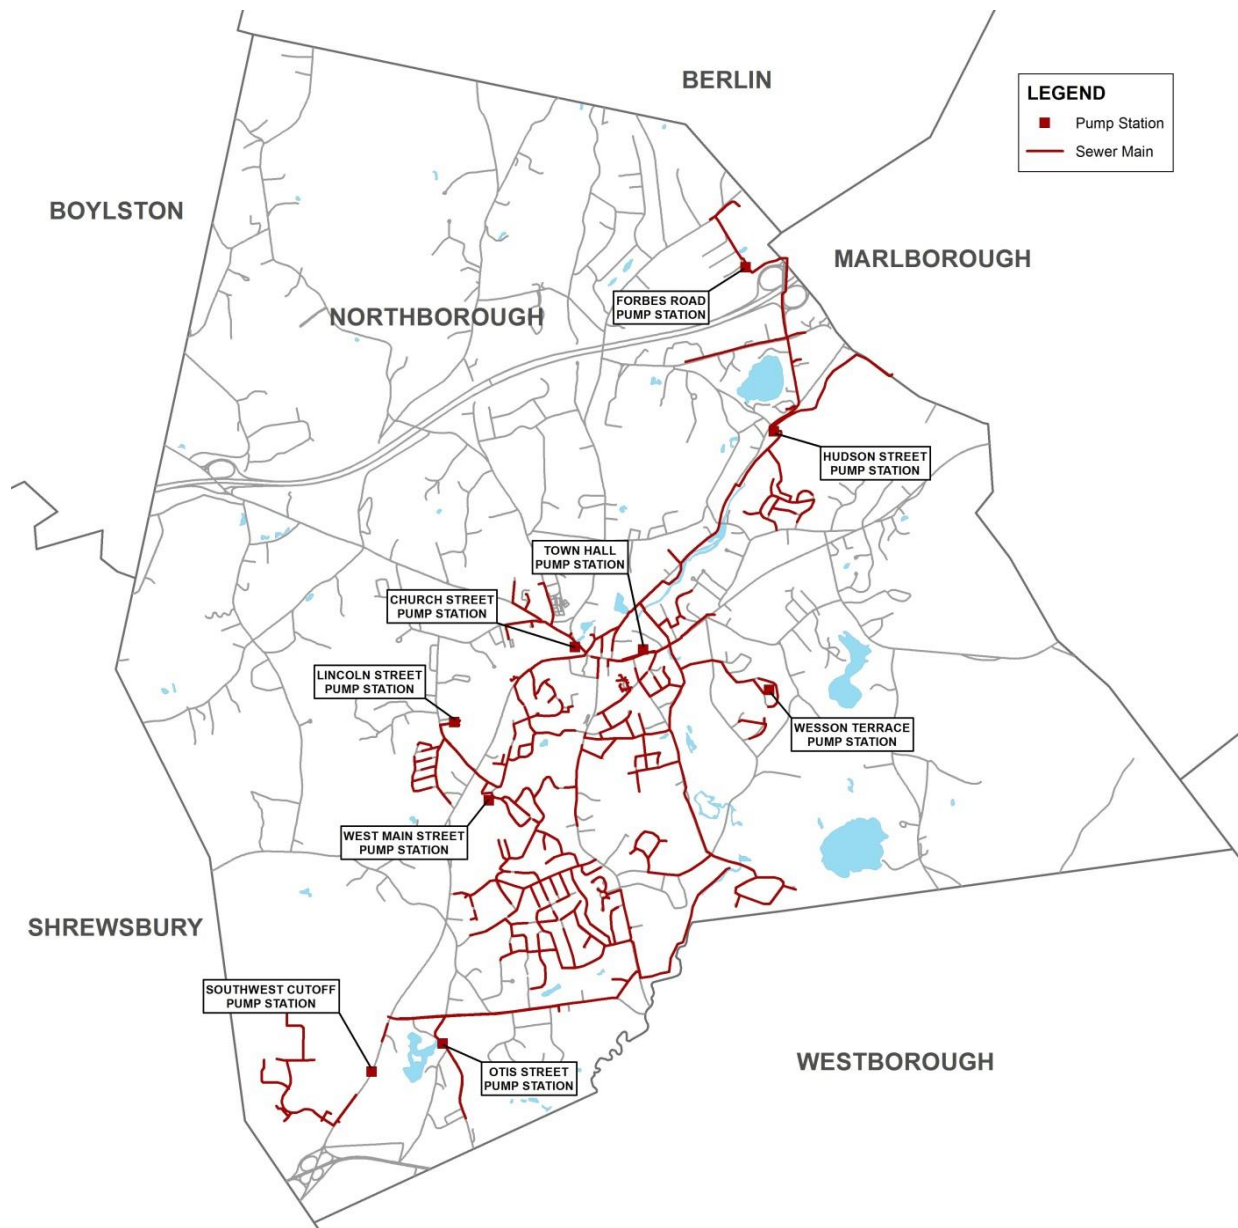 BERLIN
LEGEND
Pump Station
Sewer Main
BOYLSTON
MARLBOROUGH
FORBES ROAD
PUMP STATION
NORTHBOROUGH
HUDSON STREET
PUMP STATION
TOWN HALL
PUMP STATION
CHURCH STREET
PUMP STATION
LINCOLN STREET
PUMP STATION
WESSON TERRACE
PUMP STATION
WEST MAIN STREET
PUMP STATION
SHREWSBURY
SOUTHWEST CUTOFF
PUMP STATION
WESTBOROUGH
OTIS STREET
PUMP STATION